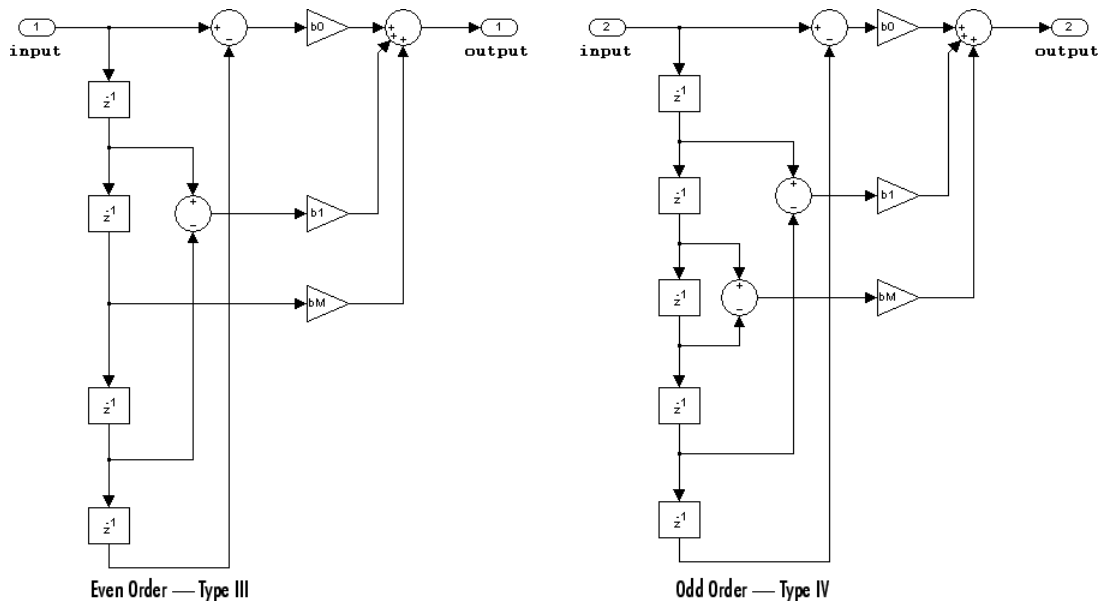 1
input
+
−
b0
+
+
+
1
output
z-1
z-1
+
−
b1
bM
z-1
z-1
Even Order — Type III
2
input
+
−
b0
+
+
+
2
output
z-1
z-1
+
−
b1
z-1
+
−
bM
z-1
z-1
Odd Order — Type IV